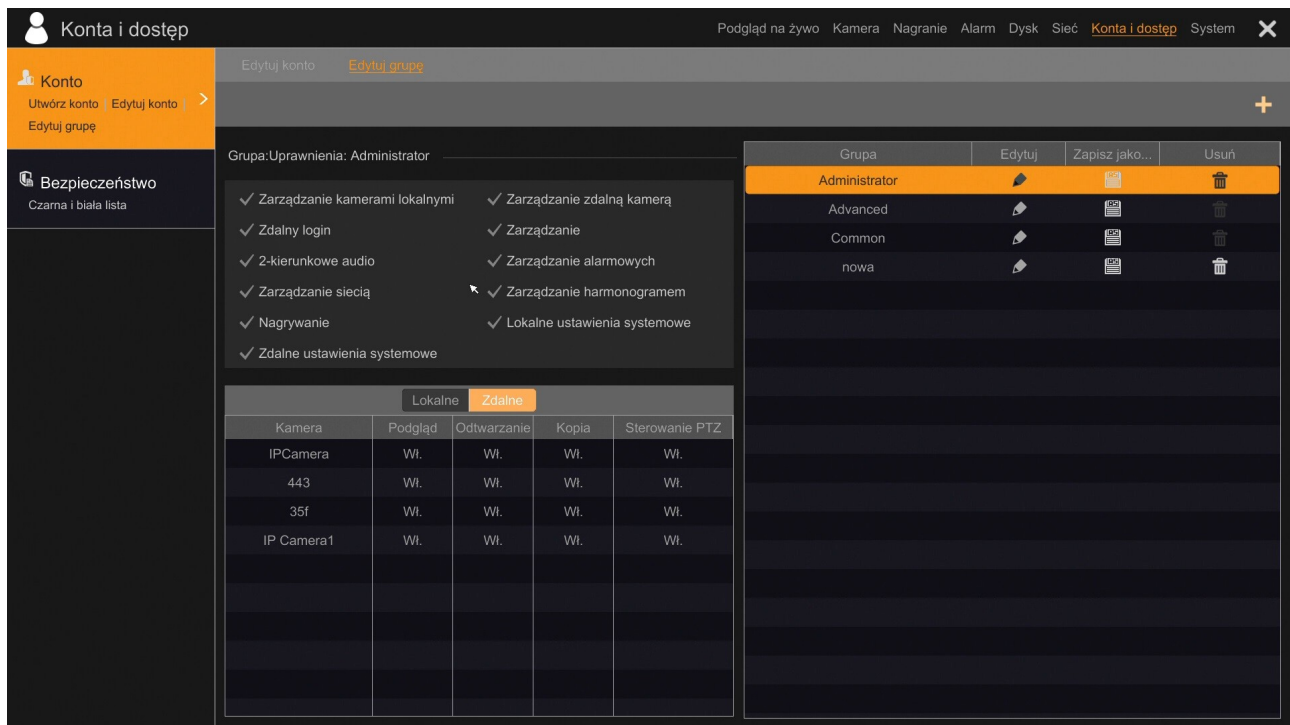 Konta i dostęp
Podgląd na żywo Kamera Nagranie Alarm Dysk Sieć Konta i dostęp System
Konto
Utwórz konto Edytuj konto
Edytuj grupę
Bezpieczeństwo
Czarna i biała lista
Edytuj konto Edytuj grupę
Grupa:Uprawnienia: Administrator
Zarządzanie kamerami lokalnymi Zarządzanie zdalną kamerą
Zdalny login Zarządzanie
2-kierunkowe audio Zarządzanie alarmowych
Zarządzanie siecią Zarządzanie harmonogramem
Nagrywanie Lokalne ustawienia systemowe
Zdalne ustawienia systemowe
Lokalne Zdalne
Kamera Podgląd Odtwarzanie Kopia Sterowanie PTZ
IPCamera Wł. Wł. Wł. Wł.
443 Wł. Wł. Wł. Wł.
35f Wł. Wł. Wł. Wł.
IP Camera1 Wł. Wł. Wł. Wł.
Grupa Edytuj Zapisz jako... Usuń
Administrator
Advanced
Common
nowa